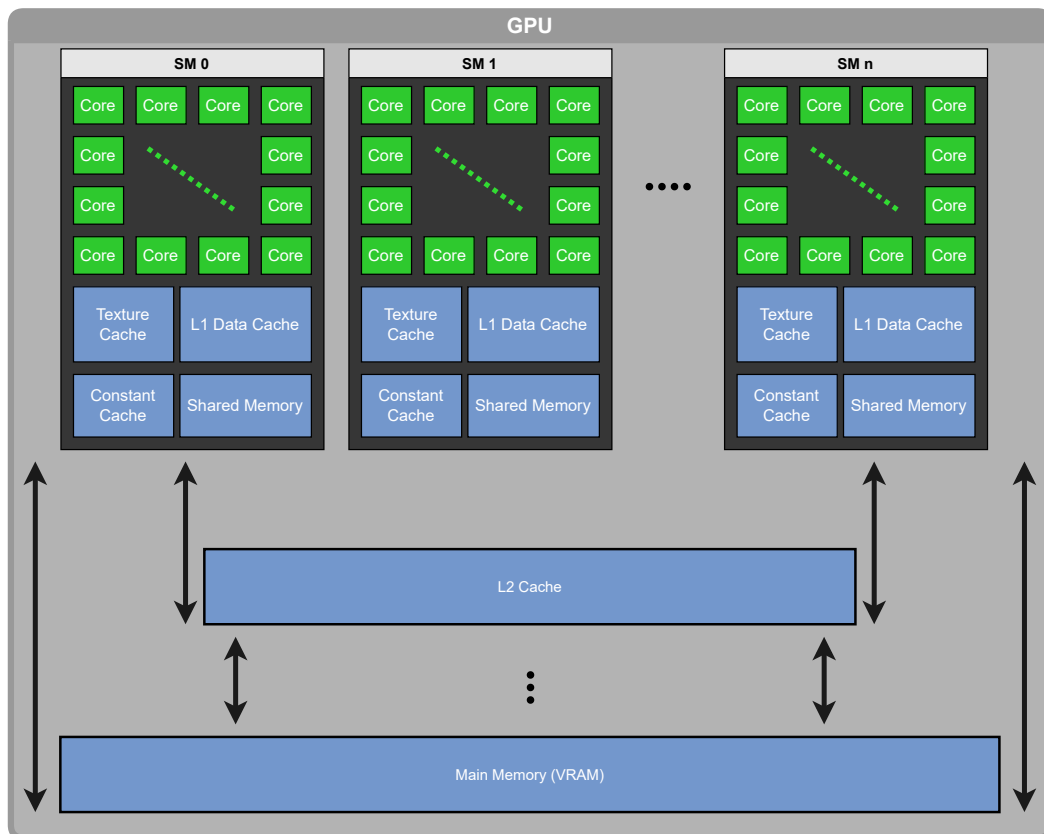 GPU
SM 0
Core Core Core Core
Core Core
Core Core
Core Core Core Core
Texture
Cache
L1 Data Cache
Constant
Cache
Shared Memory
SM 1
Core Core Core Core
Core Core
Core Core
Core Core Core Core
Texture
Cache
L1 Data Cache
Constant
Cache
Shared Memory
SM n
Core Core Core Core
Core Core
Core Core
Core Core Core Core
Texture
Cache
L1 Data Cache
Constant
Cache
Shared Memory
L2 Cache
Main Memory (VRAM)